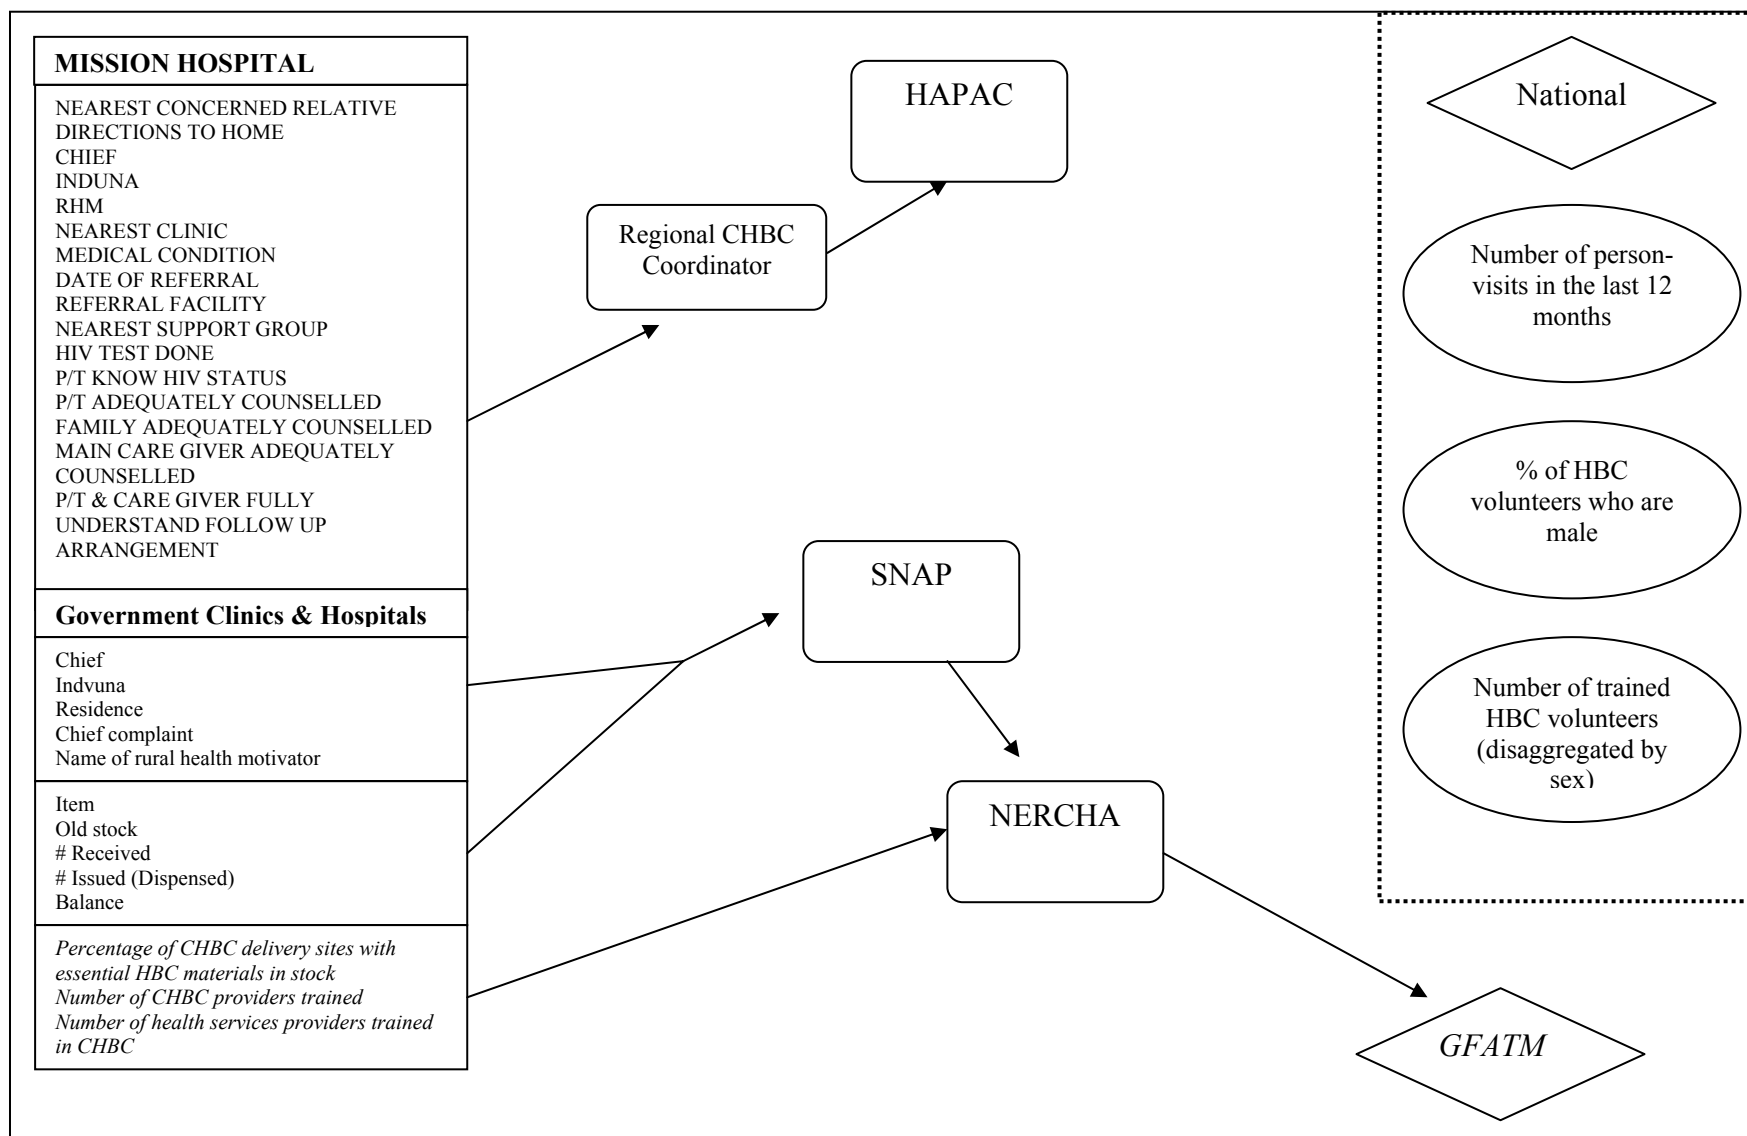 MISSION HOSPITAL
NEAREST CONCERNED RELATIVE
DIRECTIONS TO HOME
CHIEF
INDUNA
RHM
NEAREST CLINIC
MEDICAL CONDITION
DATE OF REFERRAL
REFERRAL FACILITY
NEAREST SUPPORT GROUP
HIV TEST DONE
P/T KNOW HIV STATUS
P/T ADEQUATELY COUNSELLED
FAMILY ADEQUATELY COUNSELLED
MAIN CARE GIVER ADEQUATELY
COUNSELLED
P/T & CARE GIVER FULLY
UNDERSTAND FOLLOW UP
ARRANGEMENT
Government Clinics & Hospitals
Chief
Indvuna
Residence
Chief complaint
Name of rural health motivator
Item
Old stock
# Received
# Issued (Dispensed)
Balance
Percentage of CHBC delivery sites with
essential HBC materials in stock
Number of CHBC providers trained
Number of health services providers trained
in CHBC
Regional CHBC
Coordinator
HAPAC
SNAP
NERCHA
GFATM
National
Number of person-
visits in the last 12
months
% of HBC
volunteers who are
male
Number of trained
HBC volunteers
(disaggregated by
sex)